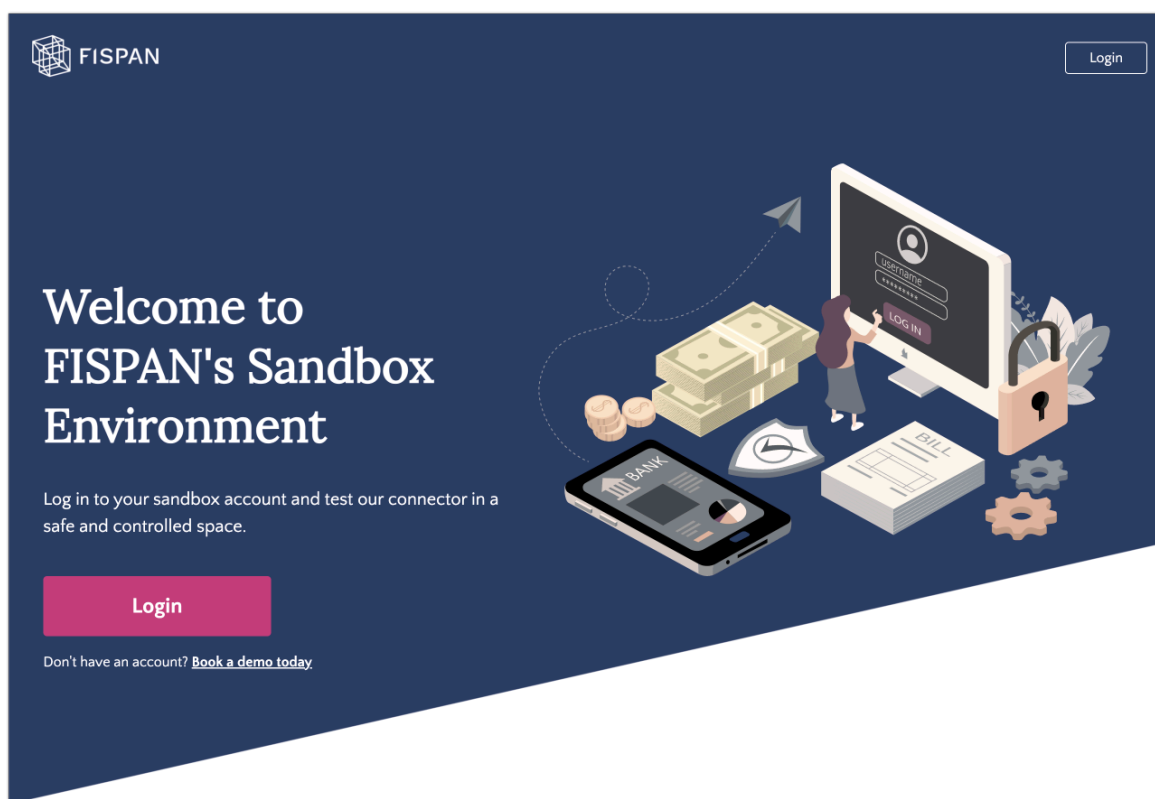 FISPAN
Login
Welcome to
FISPAN's Sandbox
Environment
Log in to your sandbox account and test our connector in a
safe and controlled space.
Login
Don't have an account? Book a demo today
username
*********
LOG IN
BANK
BILL